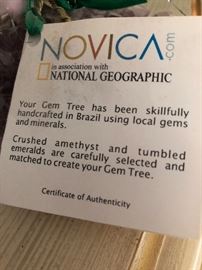 NOVICA.com
in association with
NATIONAL GEOGRAPHIC
Your Gem Tree has been skillfully
handcrafted in Brazil using local gems
and minerals.
Crushed amethyst and tumbled
emeralds are carefully selected and
matched to create your Gem Tree.
Certificate of Authenticity